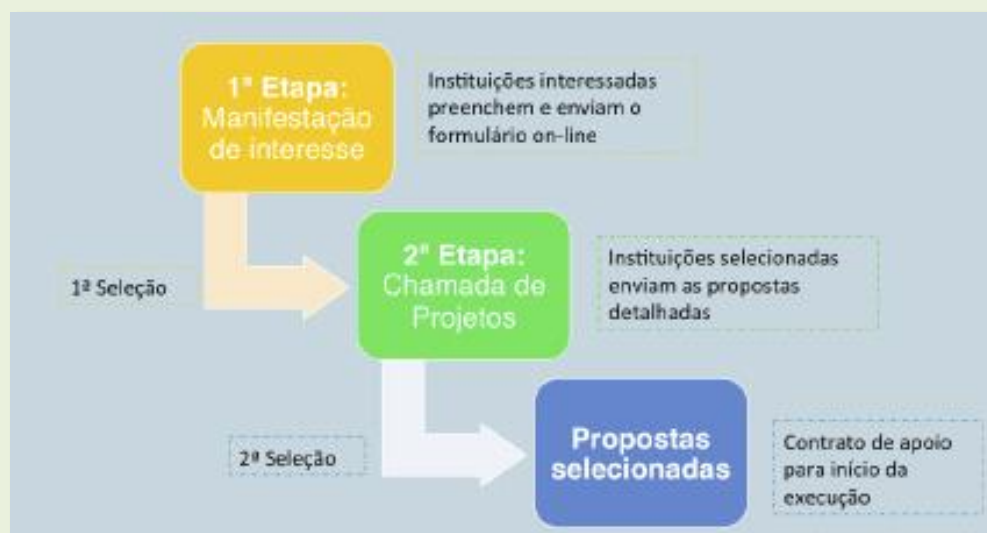 1ª Etapa:
Manifestação
de interesse
Instituições interessadas
preenchem e enviam o
formulário on-line
1ª Seleção
2ª Etapa:
Chamada de
Projetos
Instituições selecionadas
enviam as propostas
detalhadas
2ª Seleção
Propostas
selecionadas
Contrato de apoio
para início da
execução